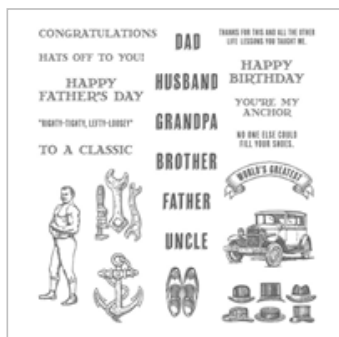 CONGRATULATIONS
HATS OFF TO YOU!
HAPPY
FATHER'S DAY
"RIGHTY-TIGHTY, LEFTY-LOOSEY"
TO A CLASSIC
DAD
HUSBAND
GRANDPA
BROTHER
FATHER
UNCLE
THANKS FOR THIS AND ALL THE OTHER
LIFE LESSONS YOU TAUGHT ME.
HAPPY
BIRTHDAY
YOU'RE MY
ANCHOR
NO ONE ELSE COULD
FILL YOUR SHOES.
WORLD'S GREATEST